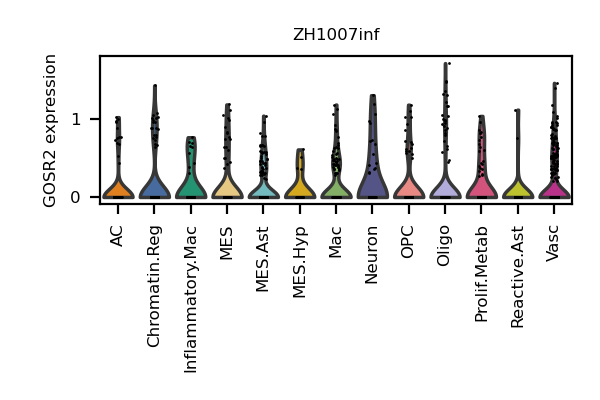 ZH1007inf
GOSR2 expression
1
0
AC
Chromatin.Reg
Inflammatory.Mac
MES
MES.Ast
MES.Hyp
Mac
Neuron
OPC
Oligo
Prolif.Metab
Reactive.Ast
Vasc